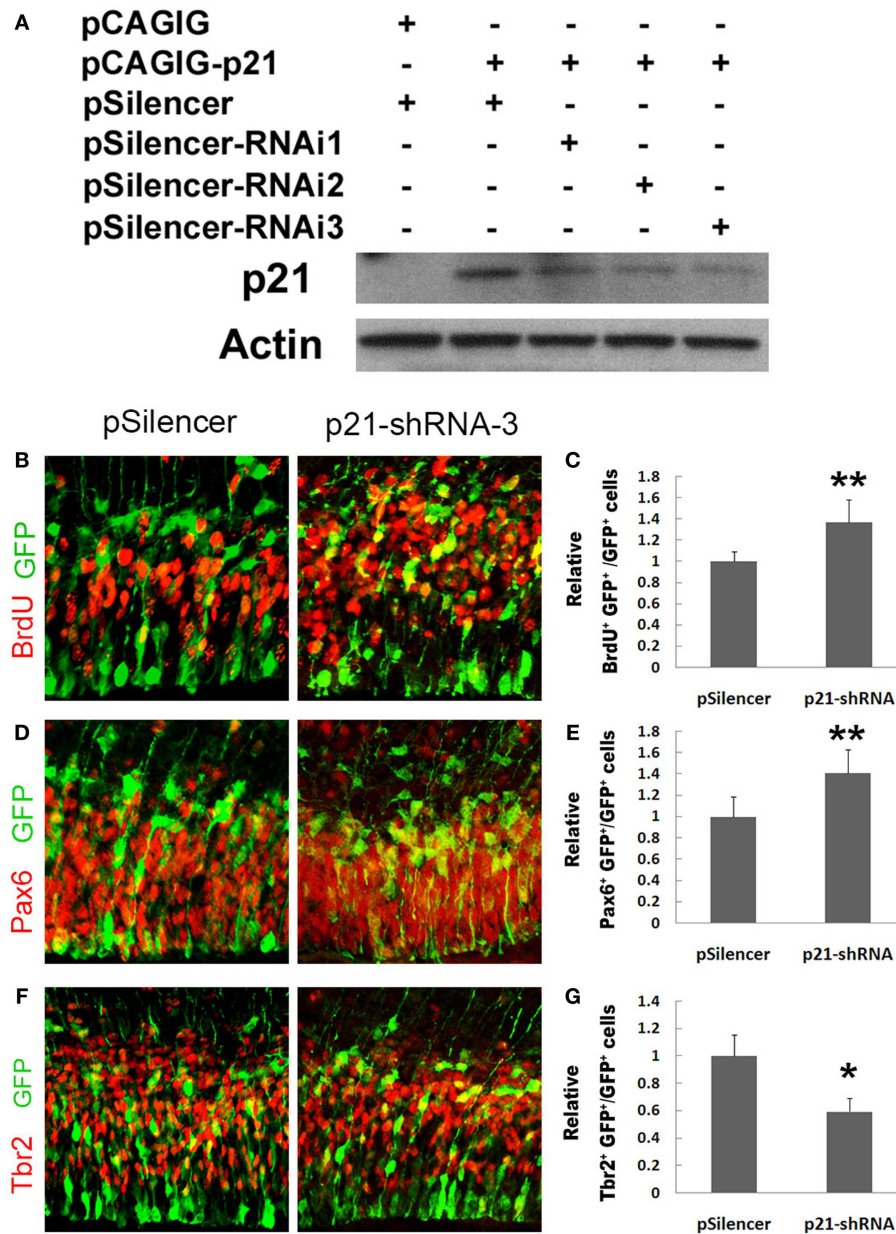 A
pCAGIG + - - - -
pCAGIG-p21 - + + + +
pSilencer + + - - -
pSilencer-RNAi1 - - + - -
pSilencer-RNAi2 - - - + -
pSilencer-RNAi3 - - - - +
p21
Actin
pSilencer p21-shRNA-3
B
BrdU GFP
C
Relative
BrdU⁺ GFP⁺ /GFP⁺ cells
1.8
1.6
1.4
1.2
1
0.8
0.6
0.4
0.2
0
**
pSilencer p21-shRNA
D
Pax6 GFP
E
Relative
Pax6⁺ GFP⁺/GFP⁺ cells
1.8
1.6
1.4
1.2
1
0.8
0.6
0.4
0.2
0
**
pSilencer p21-shRNA
F
Tbr2 GFP
G
Relative
Tbr2⁺ GFP⁺/GFP⁺ cells
1.4
1.2
1
0.8
0.6
0.4
0.2
0
*
pSilencer p21-shRNA